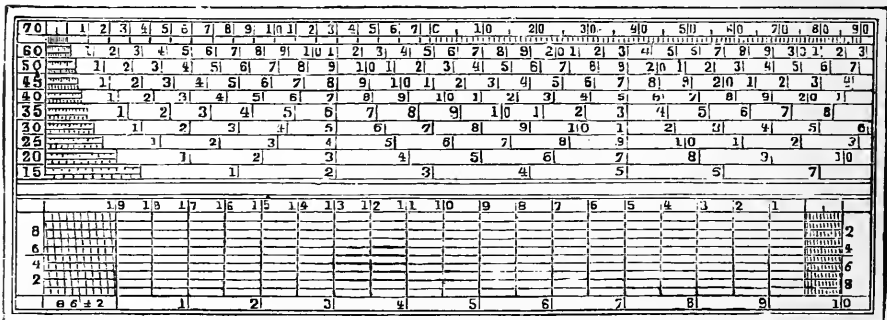 70 1 2 3 4 5 6 7 8 9 10 1 2 3 4 5 6 7 C 10 20 30 40 50 60 70 80 90
60 1 2 3 4 5 6 7 8 9 10 1 2 3 4 5 6 7 8 9 20 1 2 3 4 5 6 7 8 9 30 1 2 3
50 1 2 3 4 5 6 7 8 9 10 1 2 3 4 5 6 7 8 9 20 1 2 3 4 5 6 7
45 1 2 3 4 5 6 7 8 9 10 1 2 3 4 5 6 7 8 9 20 1 2 3 4
40 1 2 3 4 5 6 7 8 9 10 1 2 3 4 5 6 7 8 9 20 1
35 1 2 3 4 5 6 7 8 9 10 1 2 3 4 5 6 7 8
30 1 2 3 4 5 6 7 8 9 10 1 2 3 4 5 6
25 1 2 3 4 5 6 7 8 9 10 1 2 3
20 1 2 3 4 5 6 7 8 9 10
15 1 2 3 4 5 6 7
19 18 17 16 15 14 13 12 11 10 9 8 7 6 5 4 3 2 1
8 2
6 4
4 6
2 8
8 6 4 2 1 2 3 4 5 6 7 8 9 10